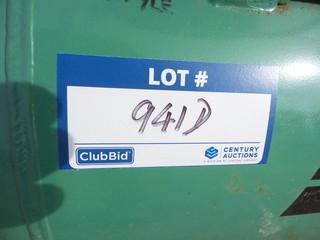 LOT #
941D
ClubBid
CENTURY
AUCTIONS